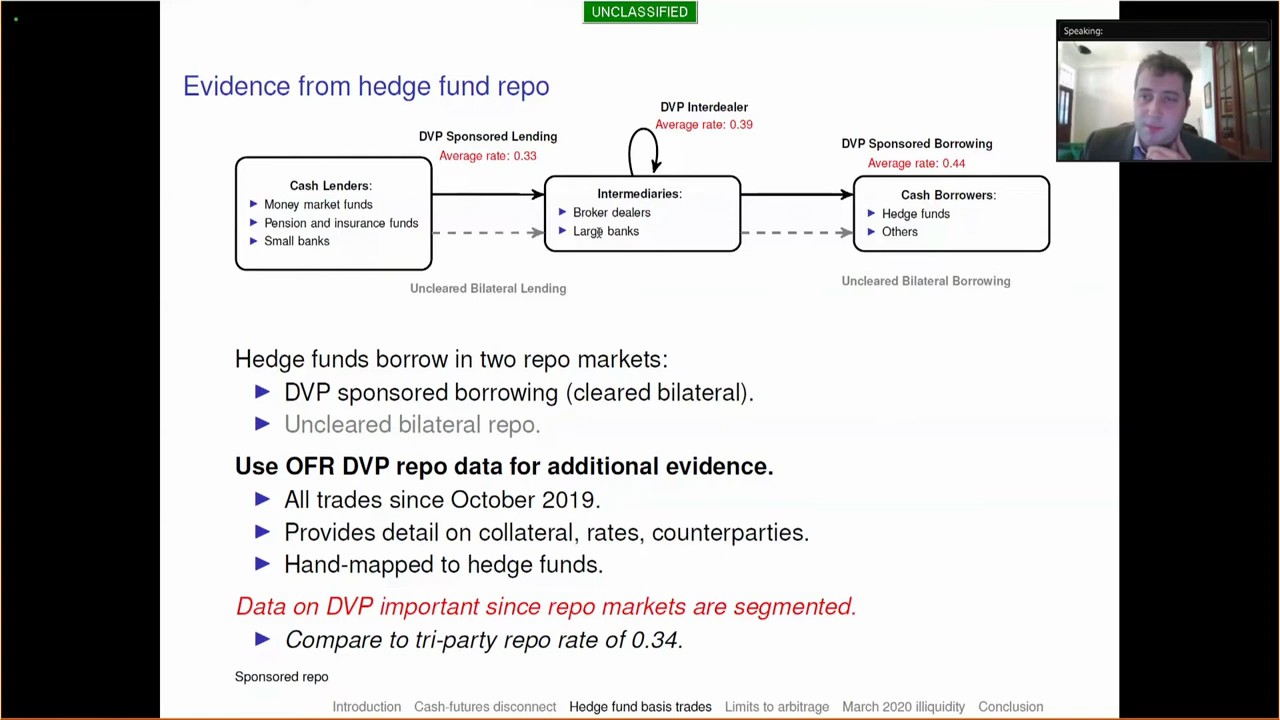 UNCLASSIFIED
Speaking:
Evidence from hedge fund repo
DVP Interdealer
Average rate: 0.39
DVP Sponsored Lending
Average rate: 0.33
DVP Sponsored Borrowing
Average rate: 0.44
Cash Lenders:
Money market funds
Pension and insurance funds
Small banks
Intermediaries:
Broker dealers
Large banks
Cash Borrowers:
Hedge funds
Others
Uncleared Bilateral Lending
Uncleared Bilateral Borrowing
Hedge funds borrow in two repo markets:
DVP sponsored borrowing (cleared bilateral).
Uncleared bilateral repo.
Use OFR DVP repo data for additional evidence.
All trades since October 2019.
Provides detail on collateral, rates, counterparties.
Hand-mapped to hedge funds.
Data on DVP important since repo markets are segmented.
Compare to tri-party repo rate of 0.34.
Sponsored repo
Introduction Cash-futures disconnect Hedge fund basis trades Limits to arbitrage March 2020 illiquidity Conclusion